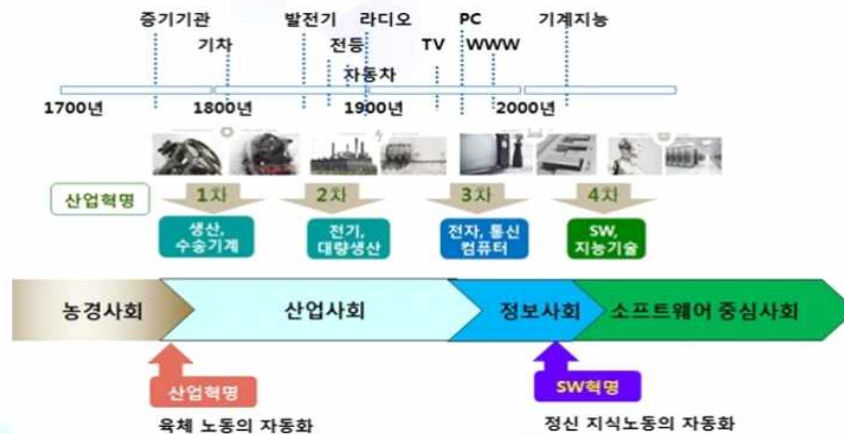 증기기관 발전기 라디오 PC 기계지능
기차 전등 TV WWW
자동차
1700년 1800년 1900년 2000년
산업혁명 1차 2차 3차 4차
생산, 수송기계
전기, 대량생산
전자, 통신 컴퓨터
SW, 지능기술
농경사회 산업사회 정보사회 소프트웨어 중심사회
산업혁명 SW혁명
육체 노동의 자동화 정신 지식노동의 자동화